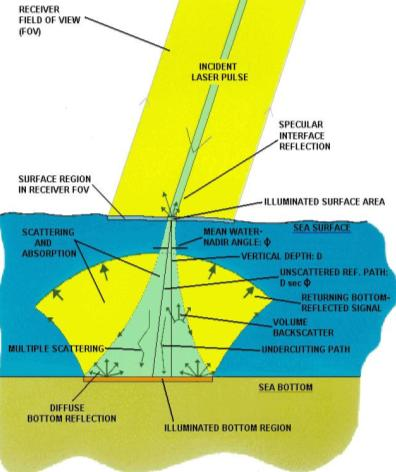 RECEIVER
FIELD OF VIEW
(FOV)
INCIDENT
LASER PULSE
SPECULAR
INTERFACE
REFLECTION
SURFACE REGION
IN RECEIVER FOV
ILLUMINATED SURFACE AREA
SEA SURFACE
SCATTERING
AND
ABSORPTION
MEAN WATER-
NADIR ANGLE: Φ
VERTICAL DEPTH: D
UNSCATTERED REF. PATH:
D sec Φ
RETURNING BOTTOM-
REFLECTED SIGNAL
VOLUME
BACKSCATTER
MULTIPLE SCATTERING
UNDERCUTTING PATH
SEA BOTTOM
DIFFUSE
BOTTOM REFLECTION
ILLUMINATED BOTTOM REGION